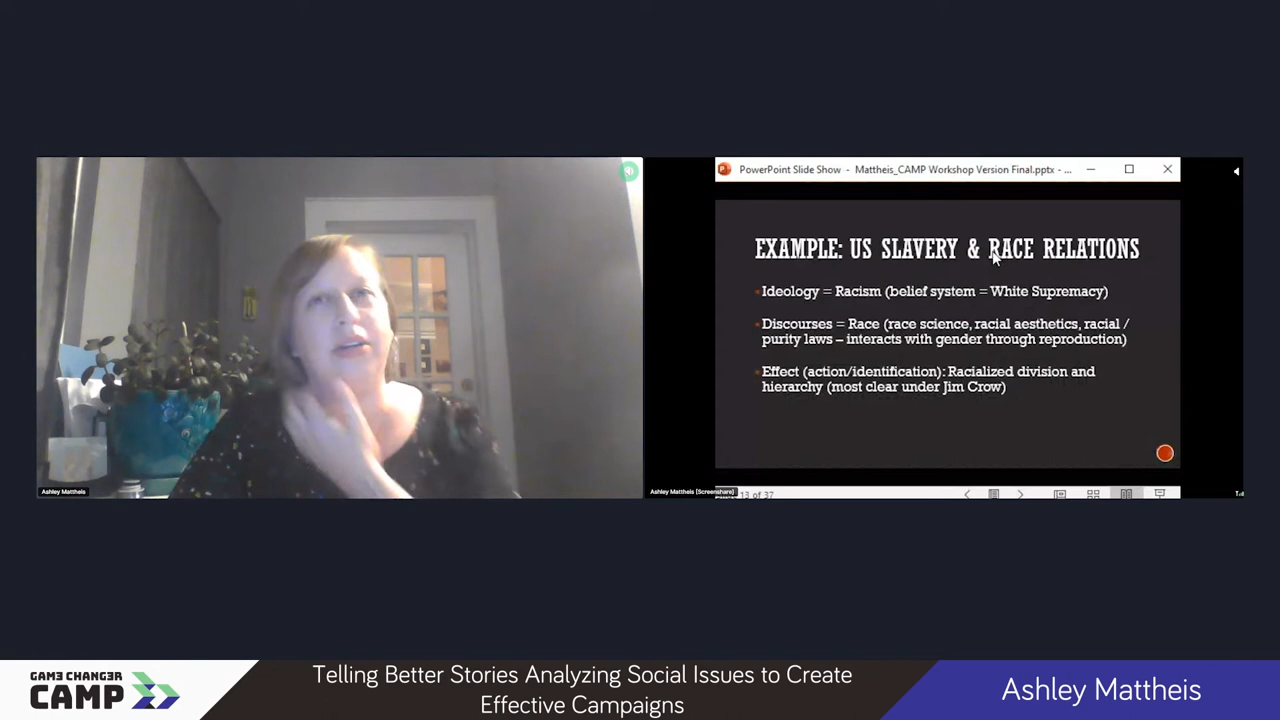 PowerPoint Slide Show - Mattheis_CAMP Workshop Version Final.pptx - ...
EXAMPLE: US SLAVERY & RACE RELATIONS
Ideology = Racism (belief system = White Supremacy)
Discourses = Race (race science, racial aesthetics, racial /
purity laws – interacts with gender through reproduction)
Effect (action/identification): Racialized division and
hierarchy (most clear under Jim Crow)
Ashley Mattheis
Ashley Mattheis [Screenshare]
13 of 37
GAME CHANGER
CAMP
Telling Better Stories Analyzing Social Issues to Create
Effective Campaigns
Ashley Mattheis